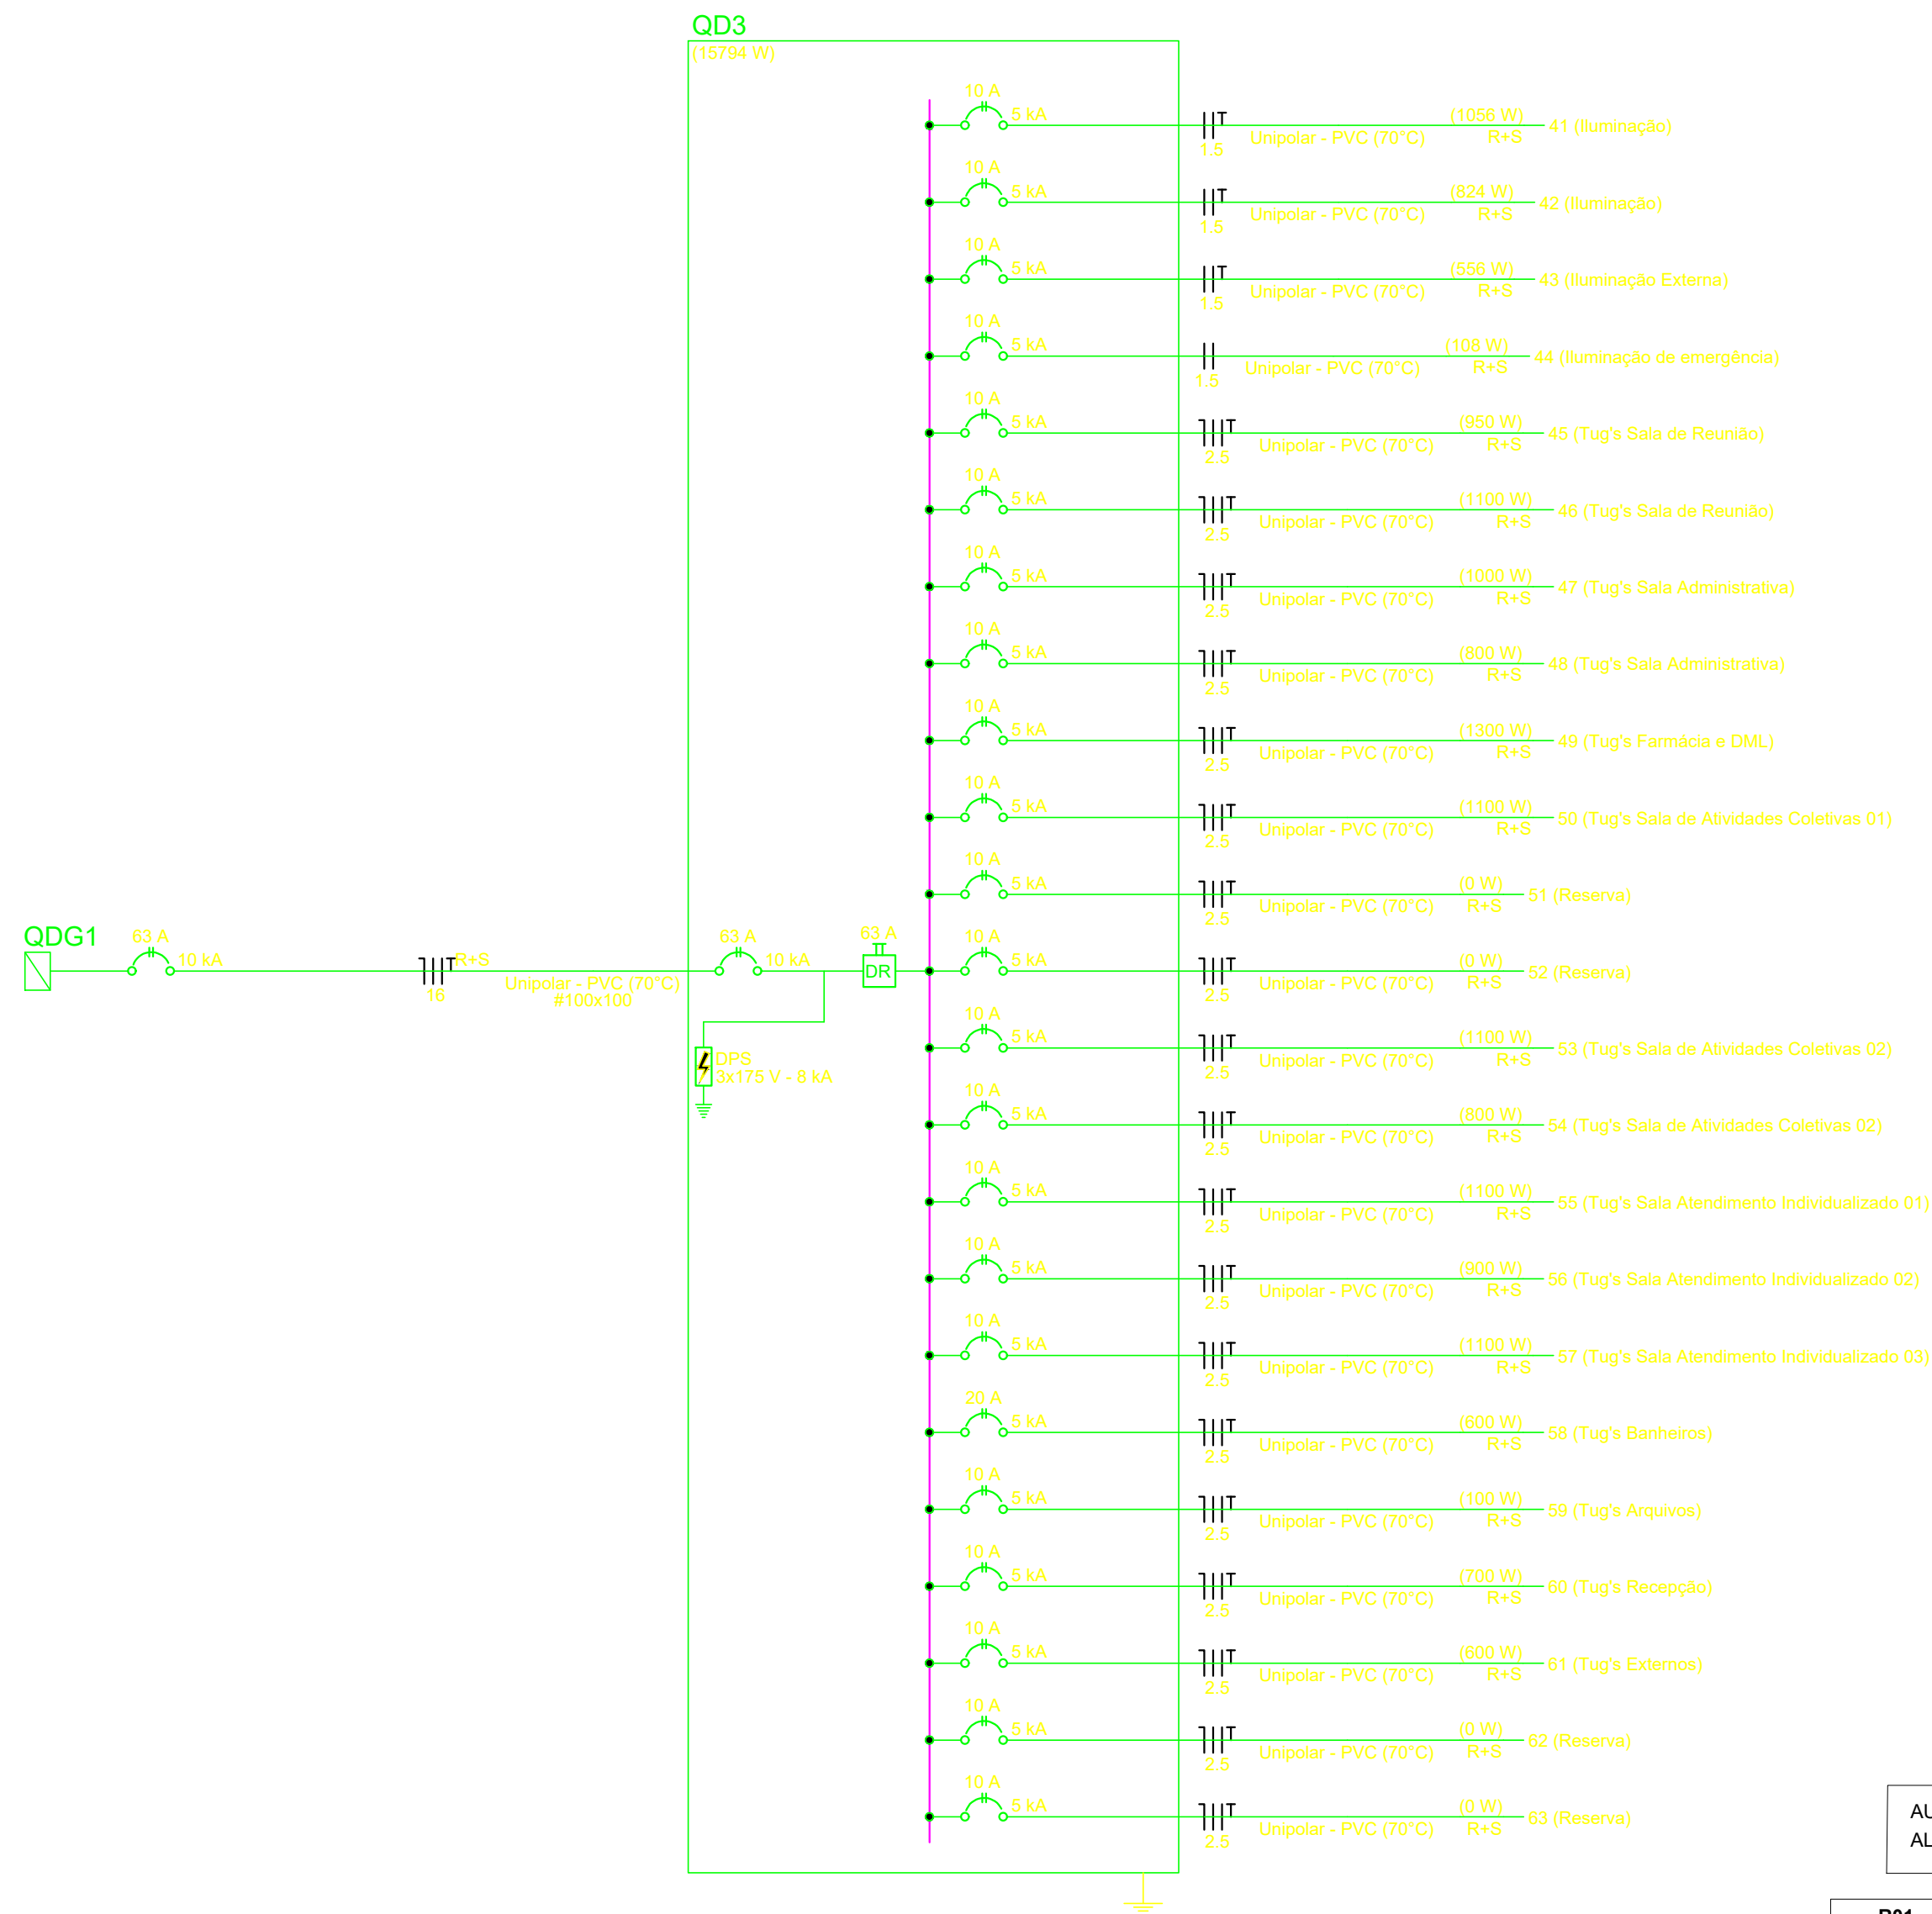 QD3
(15794 W)
10 A
5 kA
1.5
Unipolar - PVC (70°C)
(1056 W)
R+S
41 (Iluminação)
10 A
5 kA
1.5
Unipolar - PVC (70°C)
(824 W)
R+S
42 (Iluminação)
10 A
5 kA
1.5
Unipolar - PVC (70°C)
(556 W)
R+S
43 (Iluminação Externa)
10 A
5 kA
1.5
Unipolar - PVC (70°C)
(108 W)
R+S
44 (Iluminação de emergência)
10 A
5 kA
2.5
Unipolar - PVC (70°C)
(950 W)
R+S
45 (Tug's Sala de Reunião)
10 A
5 kA
2.5
Unipolar - PVC (70°C)
(1100 W)
R+S
46 (Tug's Sala de Reunião)
10 A
5 kA
2.5
Unipolar - PVC (70°C)
(1000 W)
R+S
47 (Tug's Sala Administrativa)
10 A
5 kA
2.5
Unipolar - PVC (70°C)
(800 W)
R+S
48 (Tug's Sala Administrativa)
10 A
5 kA
2.5
Unipolar - PVC (70°C)
(1300 W)
R+S
49 (Tug's Farmácia e DML)
10 A
5 kA
2.5
Unipolar - PVC (70°C)
(1100 W)
R+S
50 (Tug's Sala de Atividades Coletivas 01)
10 A
5 kA
2.5
Unipolar - PVC (70°C)
(0 W)
R+S
51 (Reserva)
QDG1
63 A
10 kA
16
R+S
Unipolar - PVC (70°C)
#100x100
63 A
10 kA
63 A
DR
DPS
3x175 V - 8 kA
10 A
5 kA
2.5
Unipolar - PVC (70°C)
(0 W)
R+S
52 (Reserva)
10 A
5 kA
2.5
Unipolar - PVC (70°C)
(1100 W)
R+S
53 (Tug's Sala de Atividades Coletivas 02)
10 A
5 kA
2.5
Unipolar - PVC (70°C)
(800 W)
R+S
54 (Tug's Sala de Atividades Coletivas 02)
10 A
5 kA
2.5
Unipolar - PVC (70°C)
(1100 W)
R+S
55 (Tug's Sala Atendimento Individualizado 01)
10 A
5 kA
2.5
Unipolar - PVC (70°C)
(900 W)
R+S
56 (Tug's Sala Atendimento Individualizado 02)
10 A
5 kA
2.5
Unipolar - PVC (70°C)
(1100 W)
R+S
57 (Tug's Sala Atendimento Individualizado 03)
20 A
5 kA
2.5
Unipolar - PVC (70°C)
(600 W)
R+S
58 (Tug's Banheiros)
10 A
5 kA
2.5
Unipolar - PVC (70°C)
(100 W)
R+S
59 (Tug's Arquivos)
10 A
5 kA
2.5
Unipolar - PVC (70°C)
(700 W)
R+S
60 (Tug's Recepção)
10 A
5 kA
2.5
Unipolar - PVC (70°C)
(600 W)
R+S
61 (Tug's Externos)
10 A
5 kA
2.5
Unipolar - PVC (70°C)
(0 W)
R+S
62 (Reserva)
10 A
5 kA
2.5
Unipolar - PVC (70°C)
(0 W)
R+S
63 (Reserva)